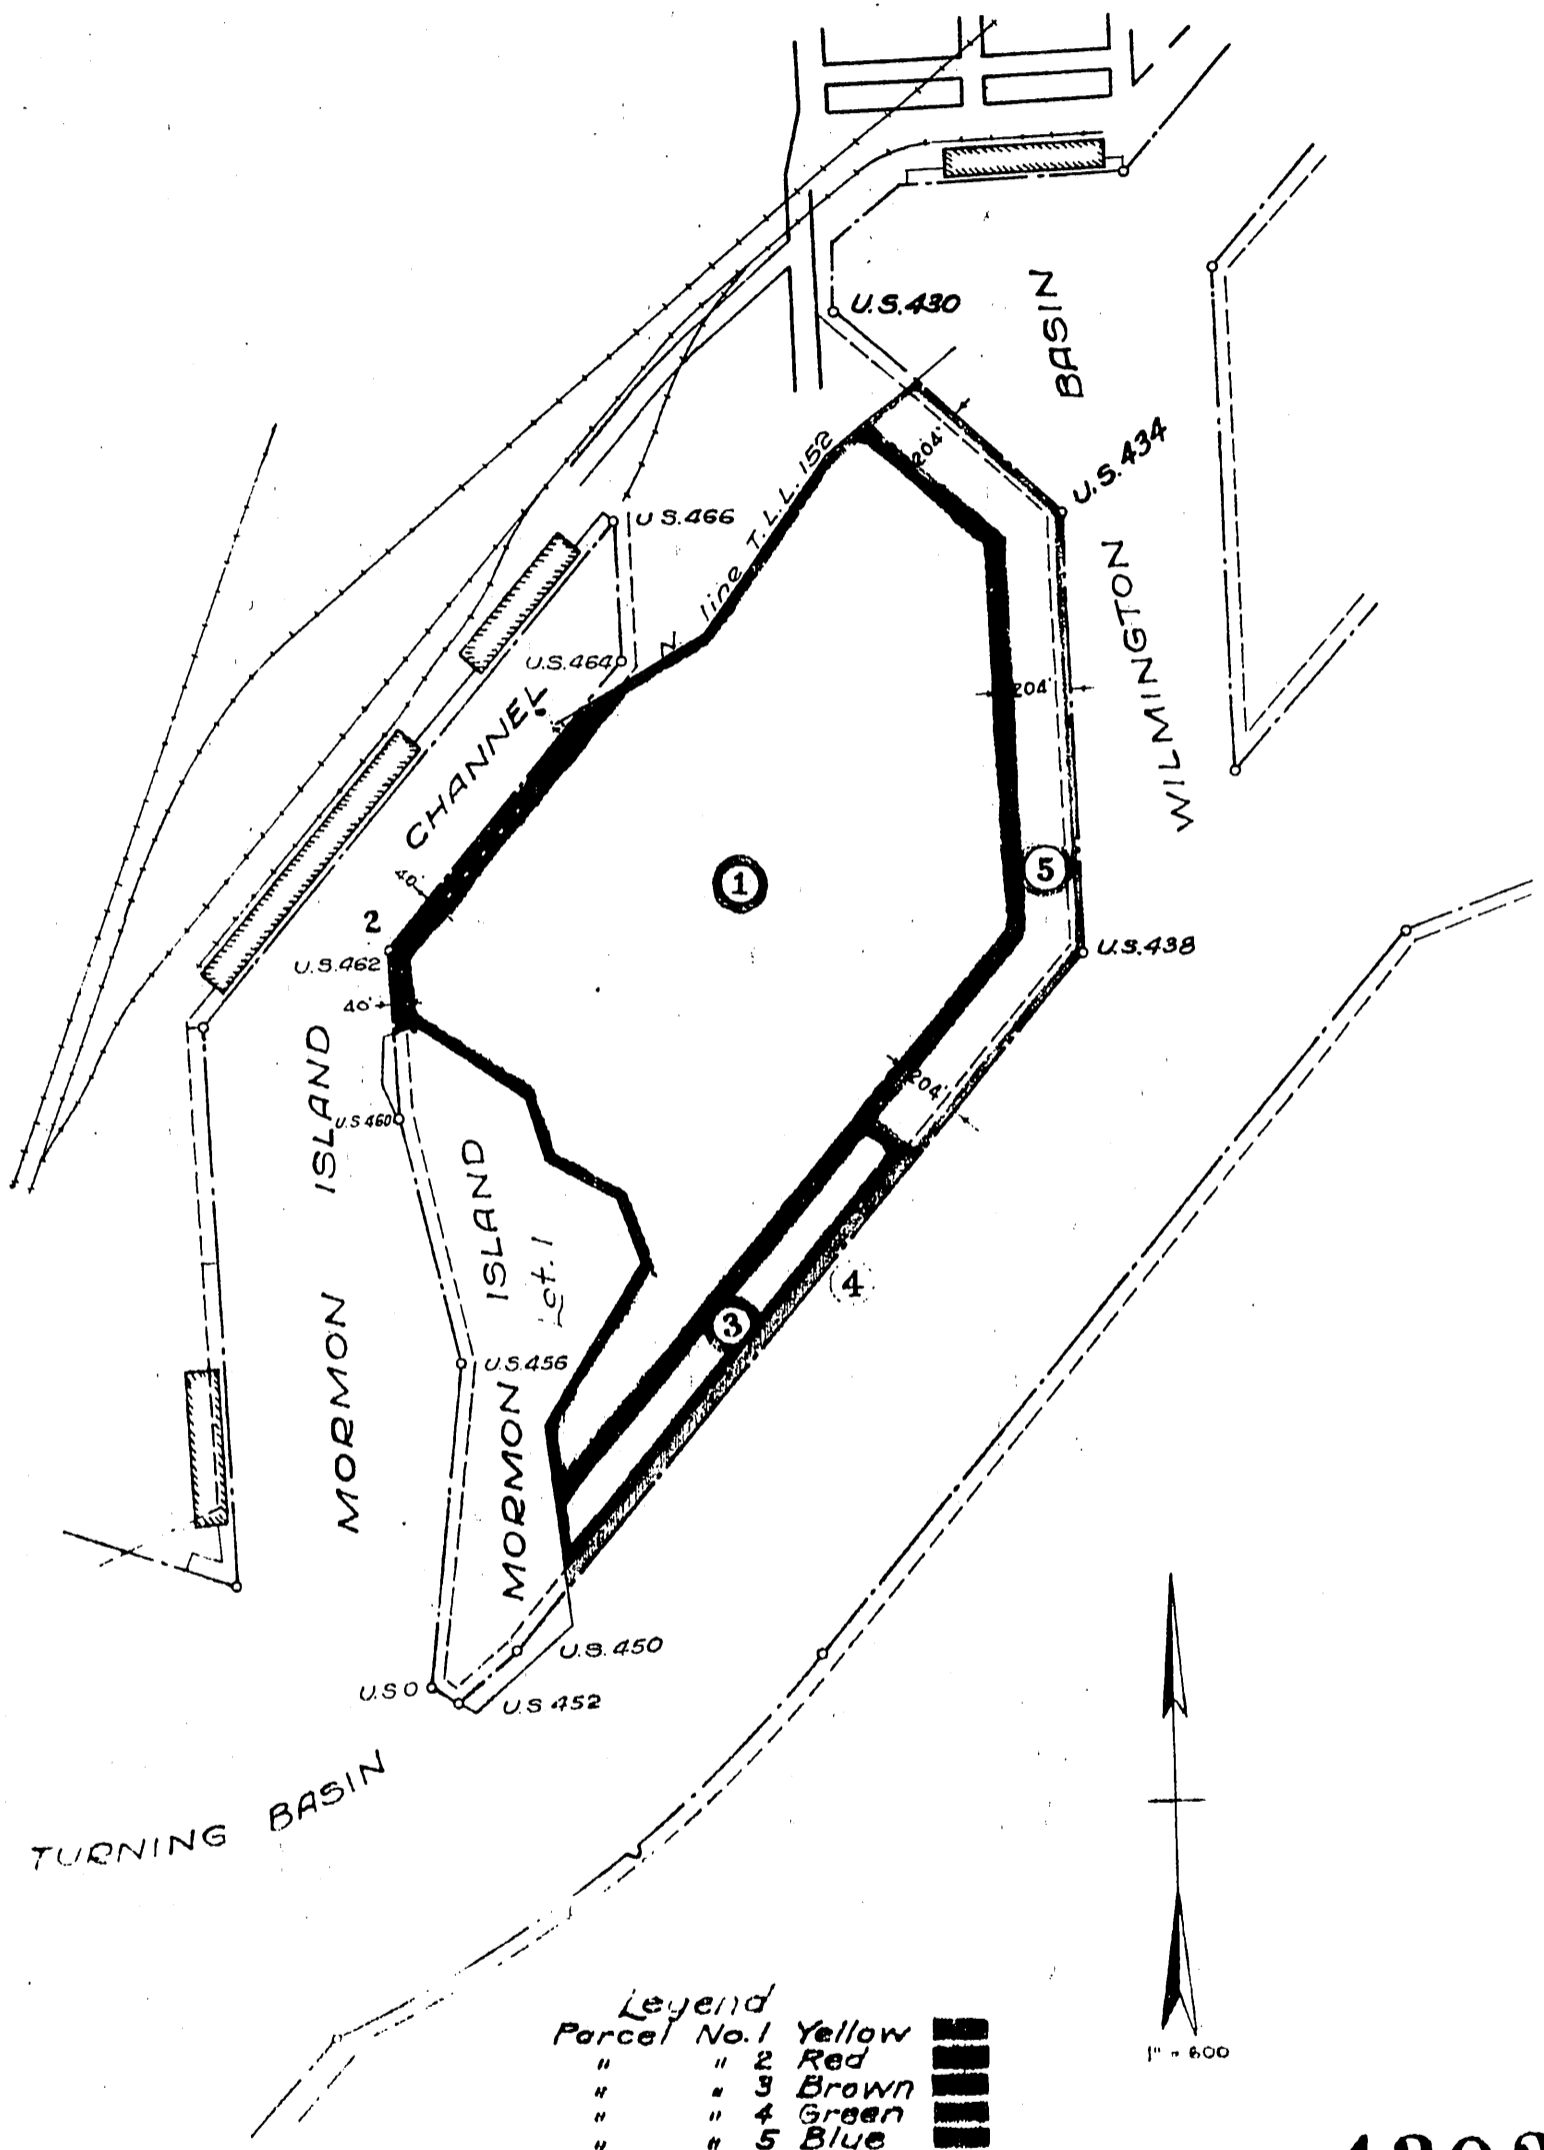 U.S.430
BASIN
U.S.434
204'
N line T.L.L. 152
U.S.466
WILMINGTON
U.S.464
204'
CHANNEL
40'
1
5
2
U.S.462
U.S.438
40'
ISLAND
204'
U.S 460
ISLAND
Lot.1
4
MORMON
3
U.S.456
MORMON
U.S.450
U.S 0
U.S 452
TURNING BASIN
Legend
Parcel No.1 Yellow
" " 2 Red
" " 3 Brown
" " 4 Green
" " 5 Blue
1" = 600